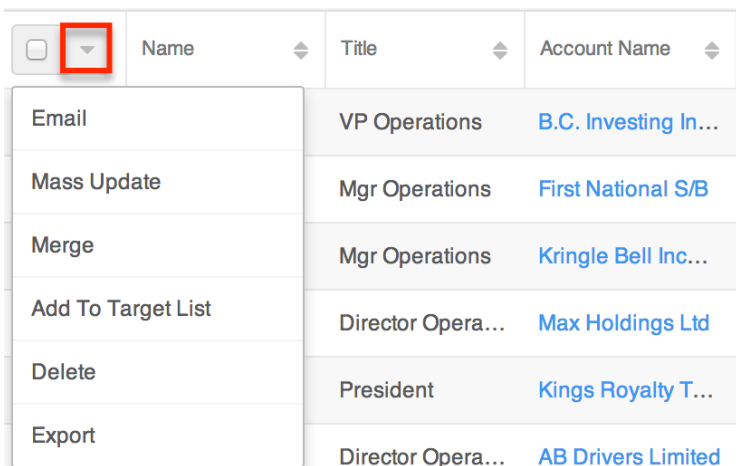 Name Title Account Name
Email VP Operations B.C. Investing In...
Mass Update Mgr Operations First National S/B
Merge Mgr Operations Kringle Bell Inc...
Add To Target List Director Opera... Max Holdings Ltd
Delete President Kings Royalty T...
Export Director Opera... AB Drivers Limited